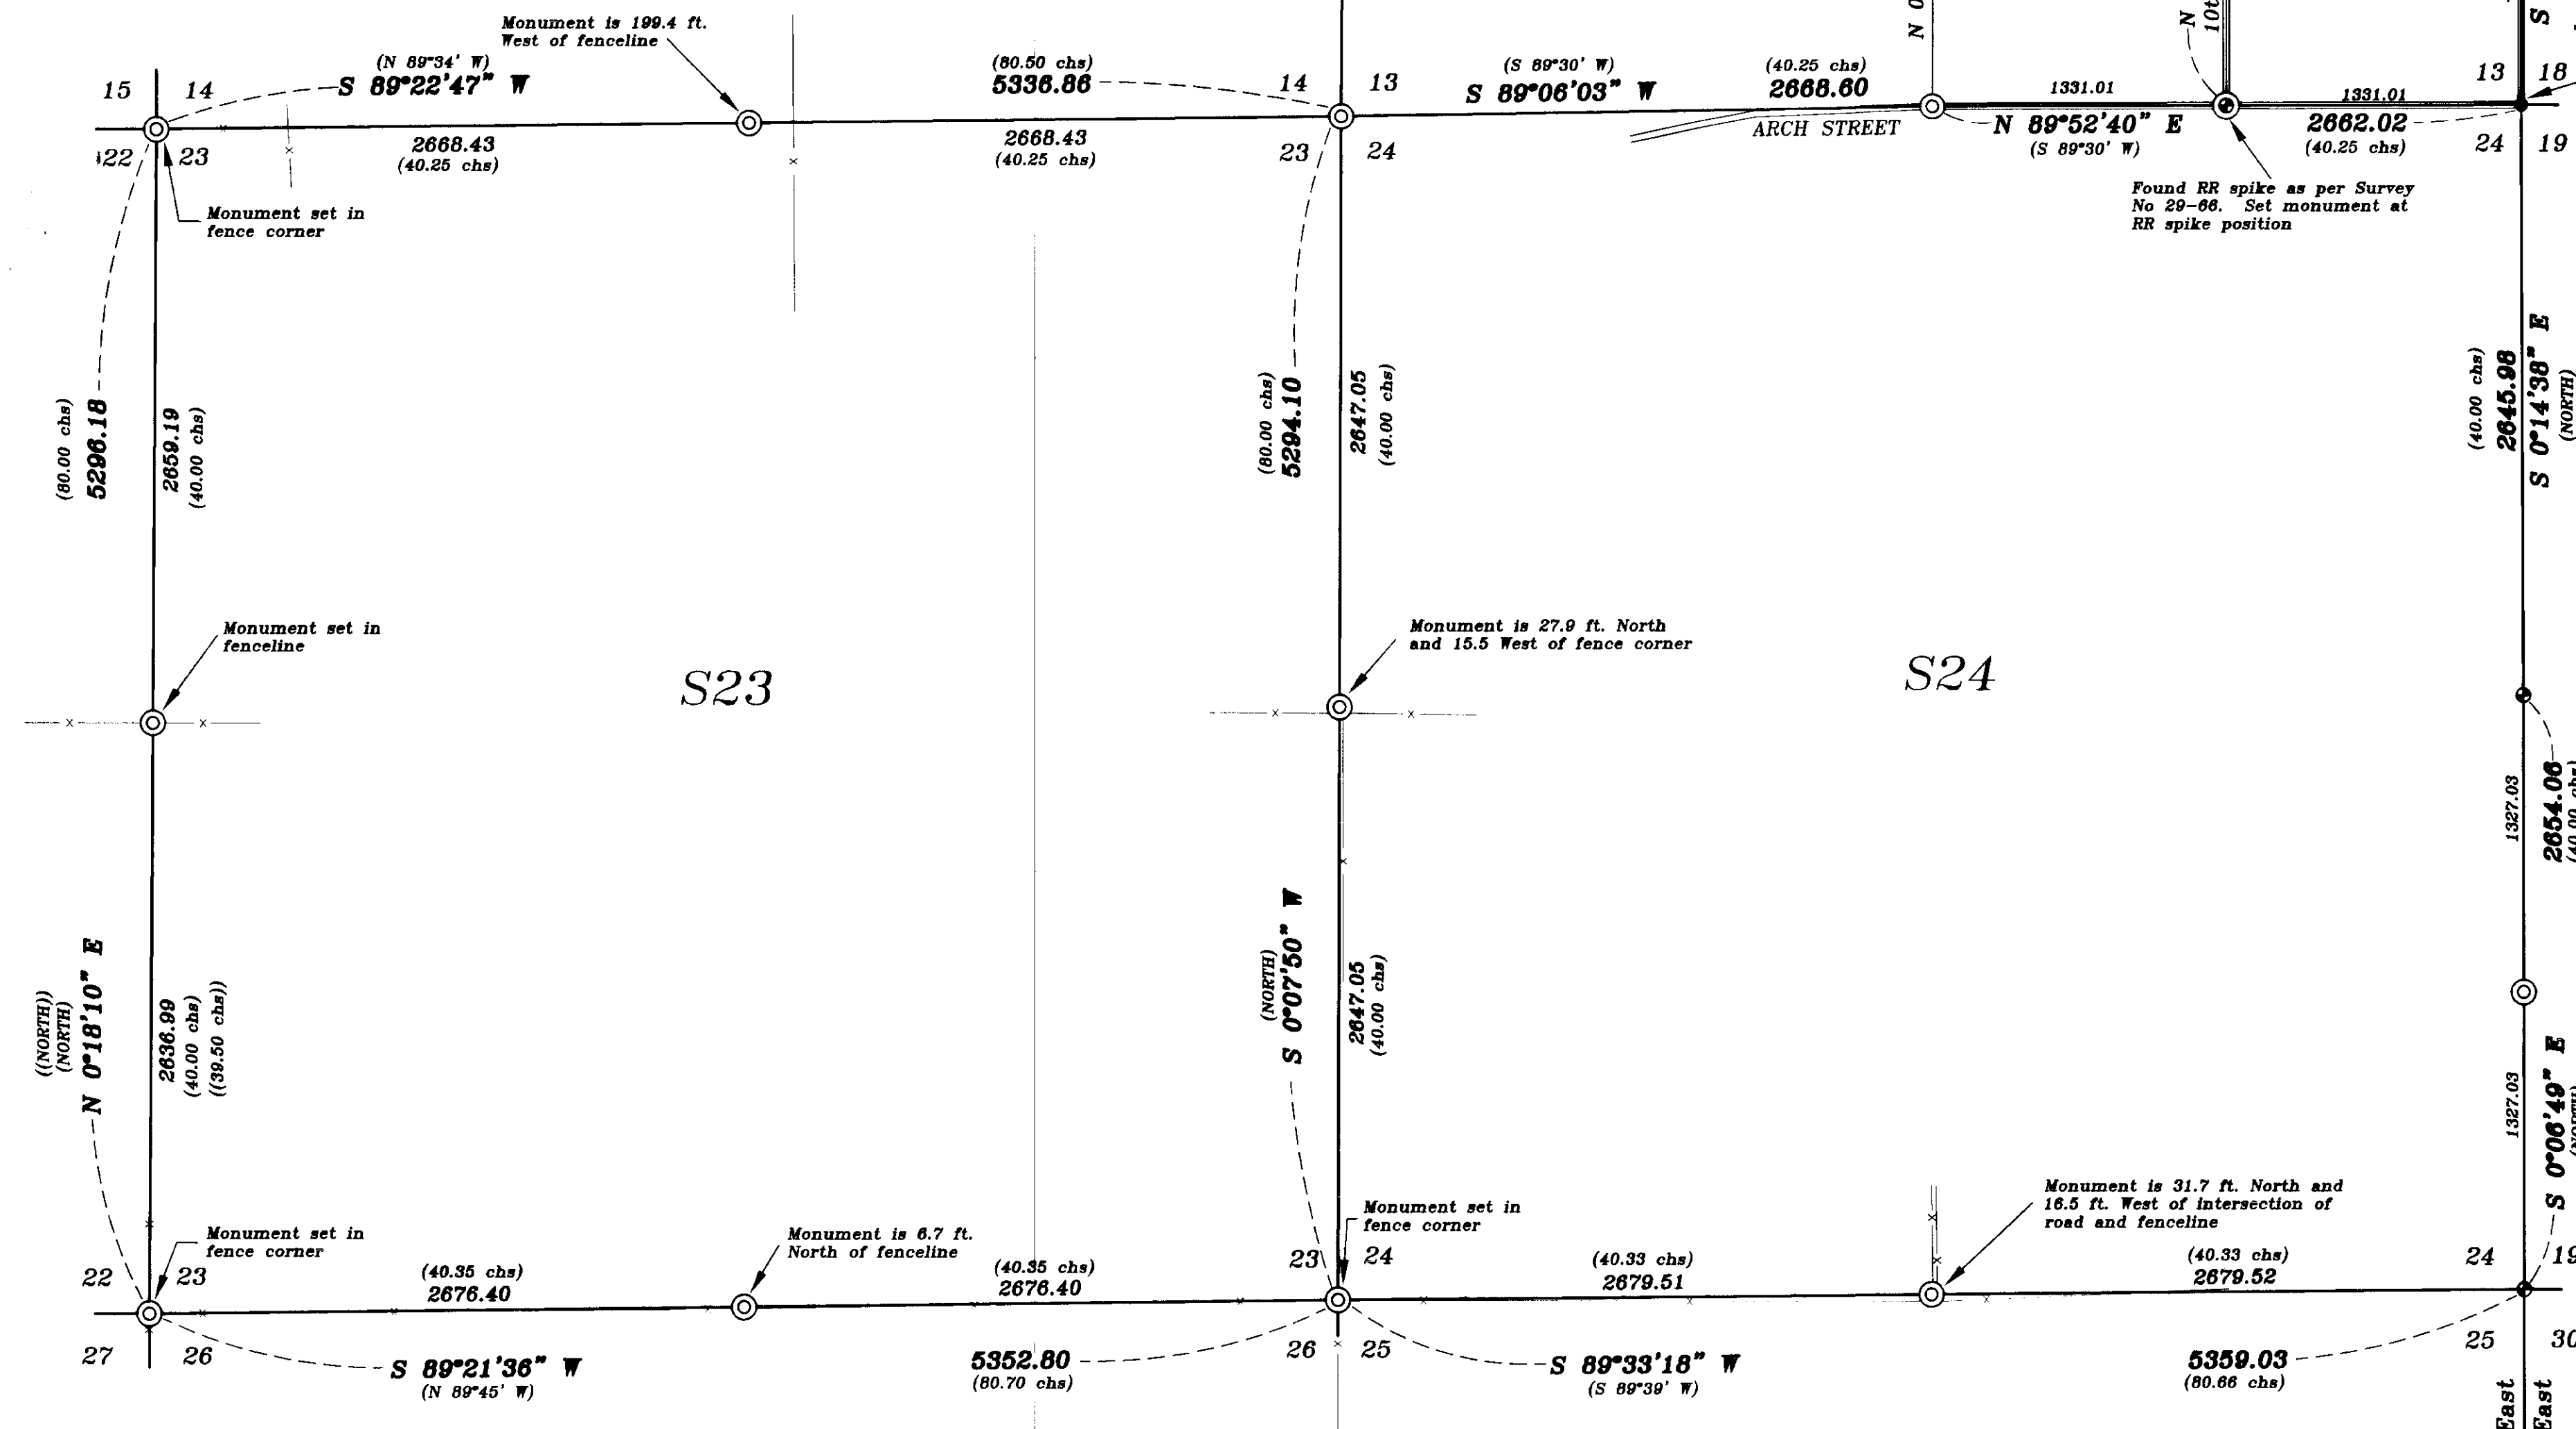 Monument is 199.4 ft.
West of fenceline
15
14
(N 89°34' W)
S 89°22'47" W
(80.50 chs)
5336.86
14
13
(S 89°30' W)
S 89°06'03" W
(40.25 chs)
2668.60
N 0
N
10t
1331.01
1331.01
13
18
S
22
23
2668.43
(40.25 chs)
2668.43
(40.25 chs)
23
24
ARCH STREET
N 89°52'40" E
(S 89°30' W)
2662.02
(40.25 chs)
24
19
Monument set in
fence corner
Found RR spike as per Survey
No 29-66. Set monument at
RR spike position
(80.00 chs)
5296.18
2659.19
(40.00 chs)
(80.00 chs)
5294.10
2647.05
(40.00 chs)
(40.00 chs)
2645.98
S 0°14'38" E
(NORTH)
Monument set in
fenceline
S23
Monument is 27.9 ft. North
and 15.5 West of fence corner
S24
1327.03
2654.06
(40.00 chs)
((NORTH))
(NORTH)
N 0°18'10" E
2636.99
(40.00 chs)
((39.50 chs))
(NORTH)
S 0°07'50" W
2647.05
(40.00 chs)
1327.03
S 0°06'49" E
(NORTH)
Monument set in
fence corner
Monument is 6.7 ft.
North of fenceline
Monument set in
fence corner
Monument is 31.7 ft. North and
16.5 ft. West of intersection of
road and fenceline
22
23
(40.35 chs)
2676.40
(40.35 chs)
2676.40
23
24
(40.33 chs)
2679.51
(40.33 chs)
2679.52
24
19
27
26
S 89°21'36" W
(N 89°45' W)
5352.80
(80.70 chs)
26
25
S 89°33'18" W
(S 89°39' W)
5359.03
(80.66 chs)
25
30
East
East